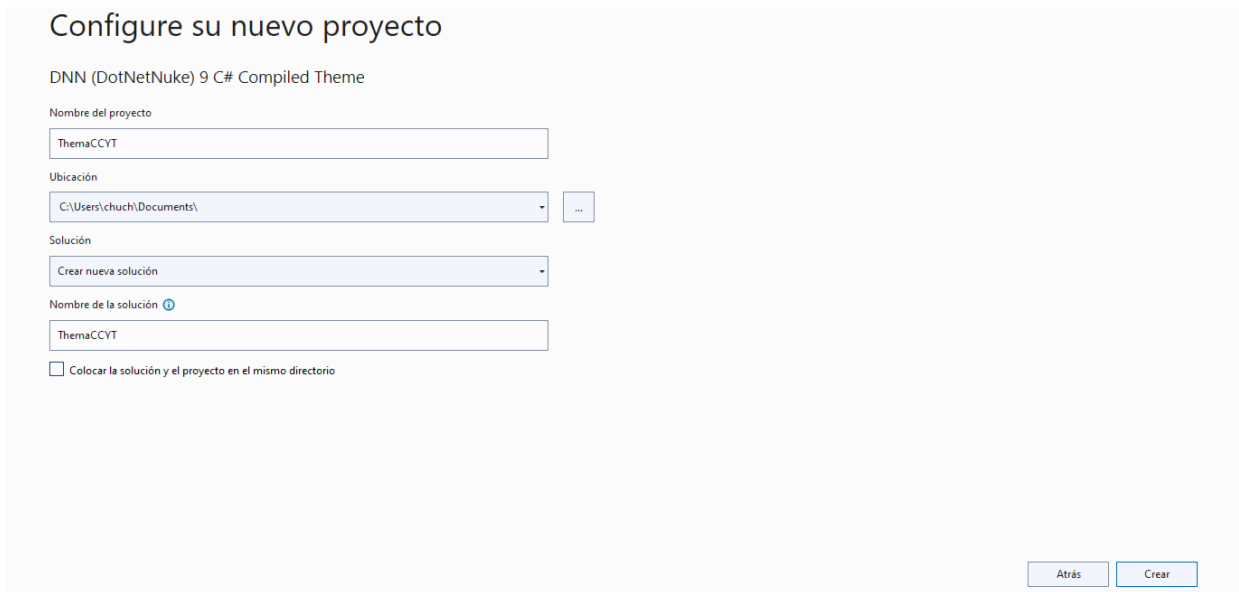 Configure su nuevo proyecto
DNN (DotNetNuke) 9 C# Compiled Theme
Nombre del proyecto
ThemaCCYT
Ubicación
C:\Users\chuch\Documents\
...
Solución
Crear nueva solución
Nombre de la solución
ThemaCCYT
Colocar la solución y el proyecto en el mismo directorio
Atrás Crear